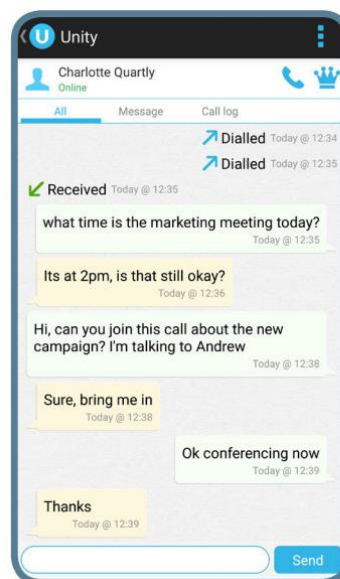 Unity
Charlotte Quartly
Online
All Message Call log
Dialled Today @ 12:34
Dialled Today @ 12:35
Received Today @ 12:35
what time is the marketing meeting today?
Today @ 12:35
Its at 2pm, is that still okay?
Today @ 12:36
Hi, can you join this call about the new
campaign? I'm talking to Andrew
Today @ 12:38
Sure, bring me in
Today @ 12:38
Ok conferencing now
Today @ 12:39
Thanks
Today @ 12:39
Send